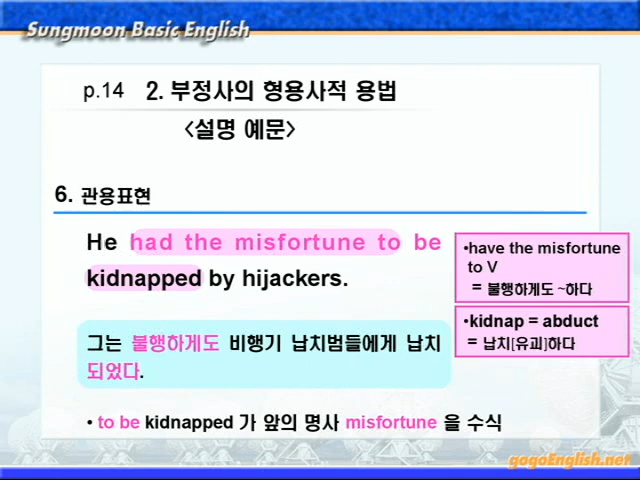 Sungmoon Basic English
p.14 2. 부정사의 형용사적 용법
<설명 예문>
6. 관용표현
He had the misfortune to be
kidnapped by hijackers.
•have the misfortune
to V
= 불행하게도 ~하다
•kidnap = abduct
= 납치[유괴]하다
그는 불행하게도 비행기 납치범들에게 납치
되었다.
• to be kidnapped 가 앞의 명사 misfortune 을 수식
gogoEnglish.net